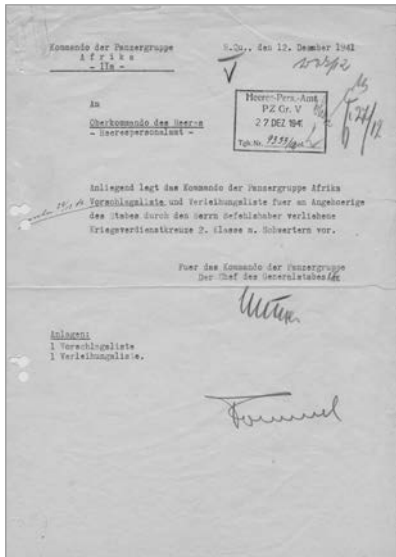 Kommando der Panzergruppe
Afrika
- IIa -
H.Qu., den 12. Dezember 1941
An
Oberkommando des Heeres
- Heerespersonalamt -
Heeres-Pers.-Amt
PZ Gr. V
27 DEZ 194
Tgb. Nr.
Anliegend legt das Kommando der Panzergruppe Afrika
Vorschlagsliste und Verleihungsliste fuer an Angehoerige
des Stabes durch den Herrn Befehlshaber verliehene
Kriegsverdienstkreuze 2. Klasse m. Schwertern vor.
Fuer das Kommando der Panzergruppe
Der Chef des Generalstabes
Anlagen:
1 Vorschlagsliste
1 Verleihungsliste.
Rommel